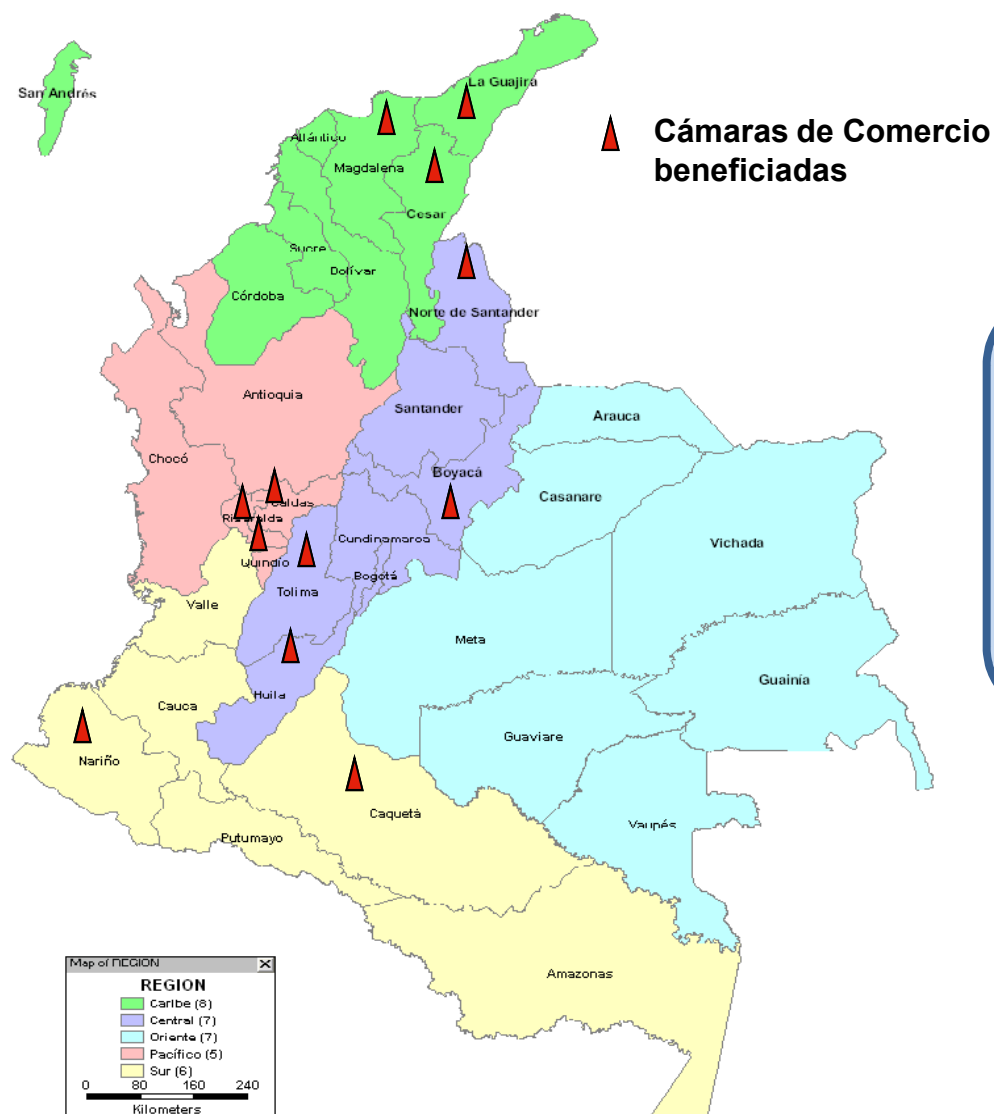 San Andrés
La Guajira
Cámaras de Comercio
beneficiadas
Atlántico
Magdalena
Cesar
Sucre
Bolívar
Córdoba
Norte de Santander
Antioquia
Santander
Arauca
Chocó
Boyacá
Casanare
Caldas
Risaralda
Cundinamarca
Vichada
Quindío
Bogotá
Tolima
Valle
Meta
Guainía
Huila
Cauca
Guaviare
Nariño
Caquetá
Vaupés
Putumayo
Amazonas
Map of REGION
REGION
Caribe (8)
Central (7)
Oriente (7)
Pacífico (5)
Sur (6)
0 80 160 240
Kilometers